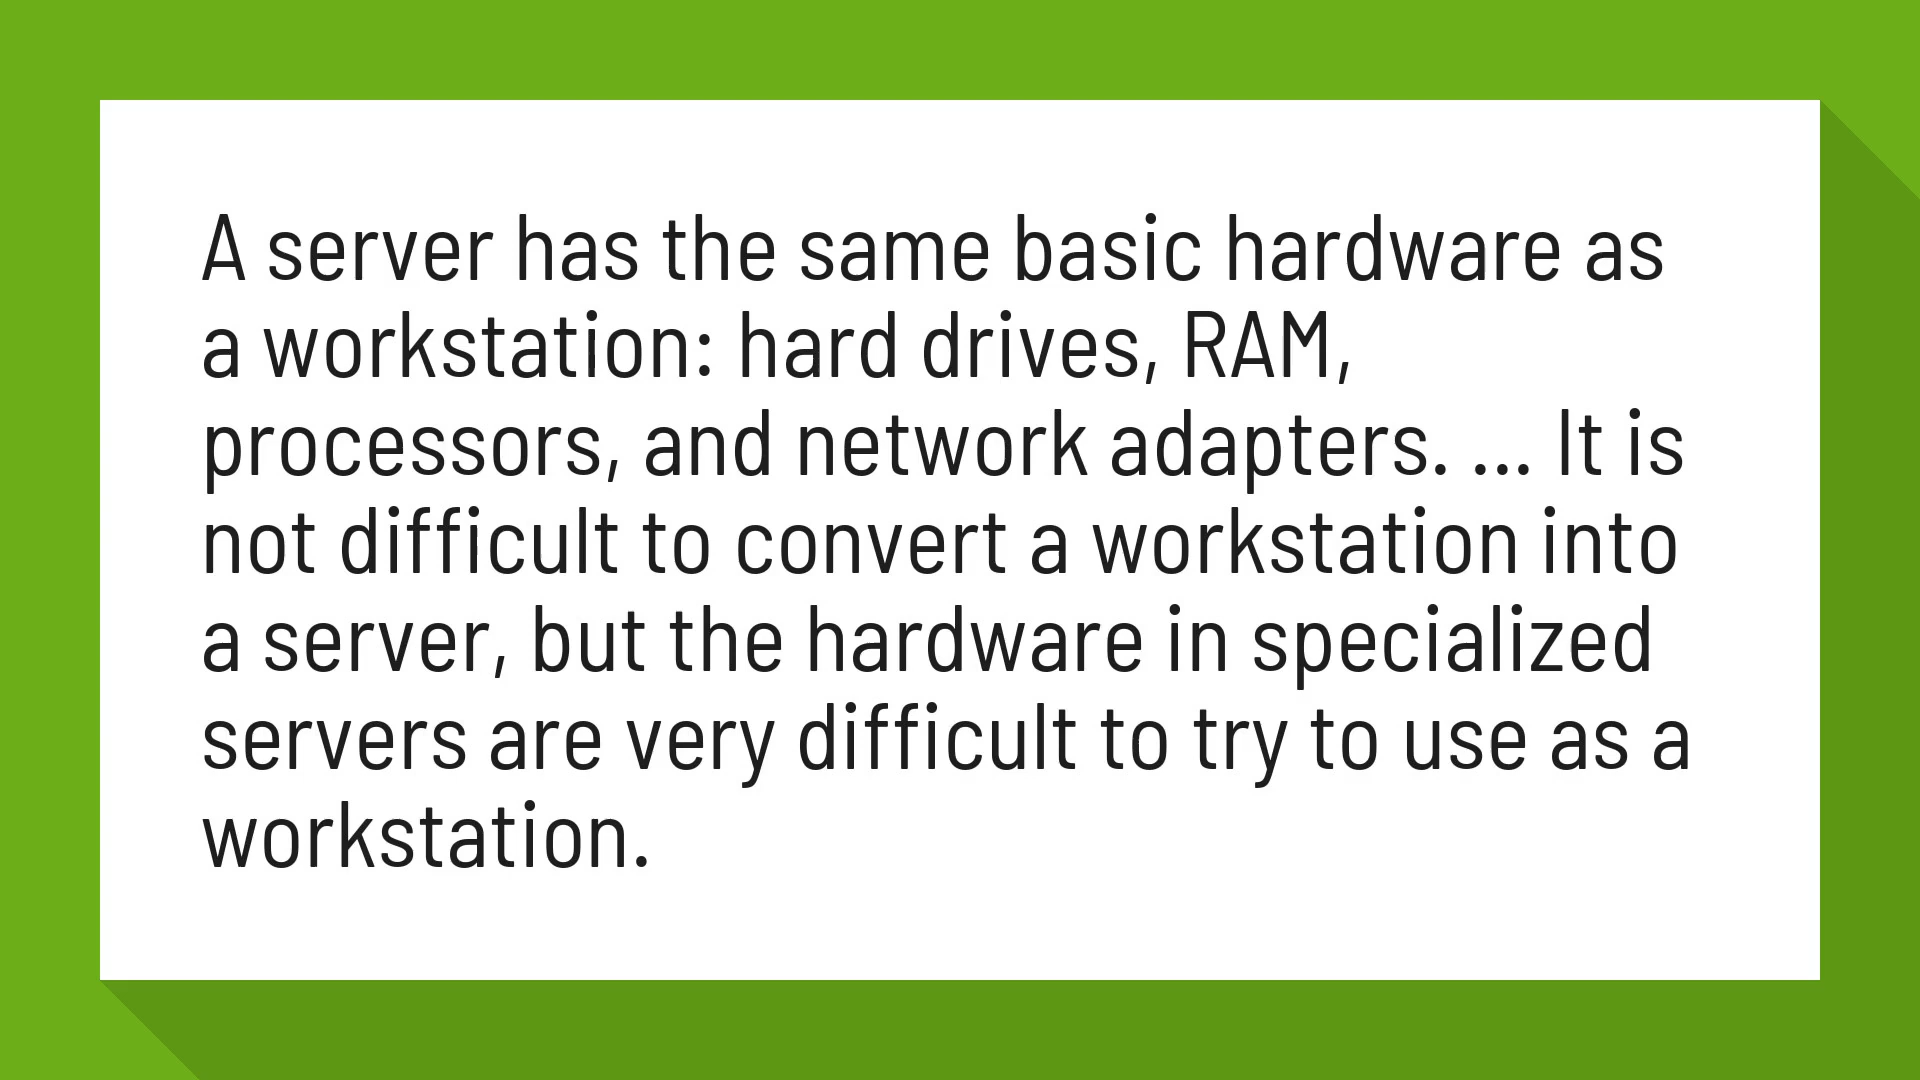 A server has the same basic hardware as
a workstation: hard drives, RAM,
processors, and network adapters. ... It is
not difficult to convert a workstation into
a server, but the hardware in specialized
servers are very difficult to try to use as a
workstation.